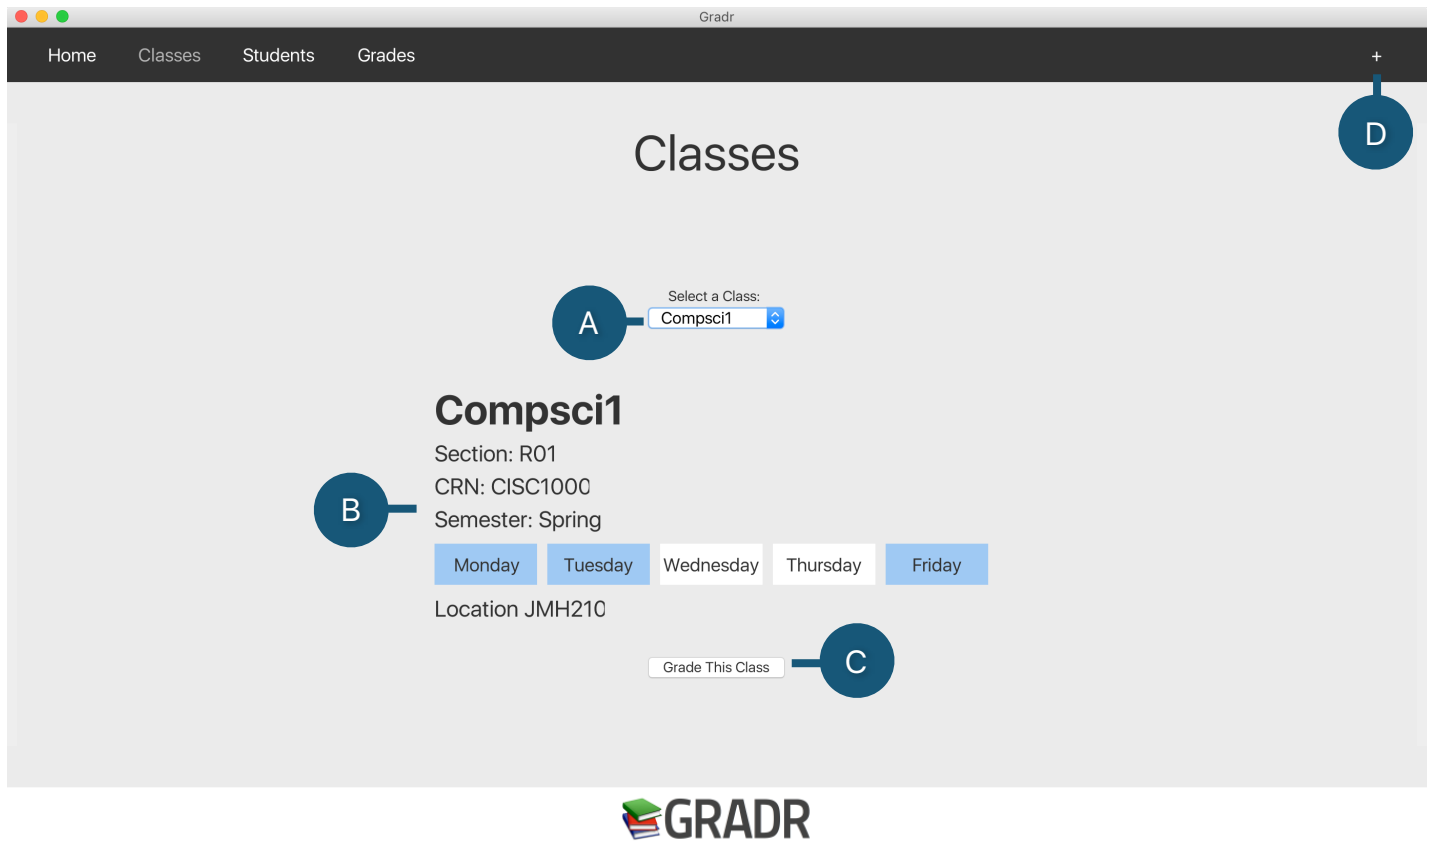 Gradr
Home Classes Students Grades +
D
Classes
Select a Class:
A Compsci1
Compsci1
Section: R01
CRN: CISC1000
B
Semester: Spring
Monday Tuesday Wednesday Thursday Friday
Location JMH210
Grade This Class C
GRADR